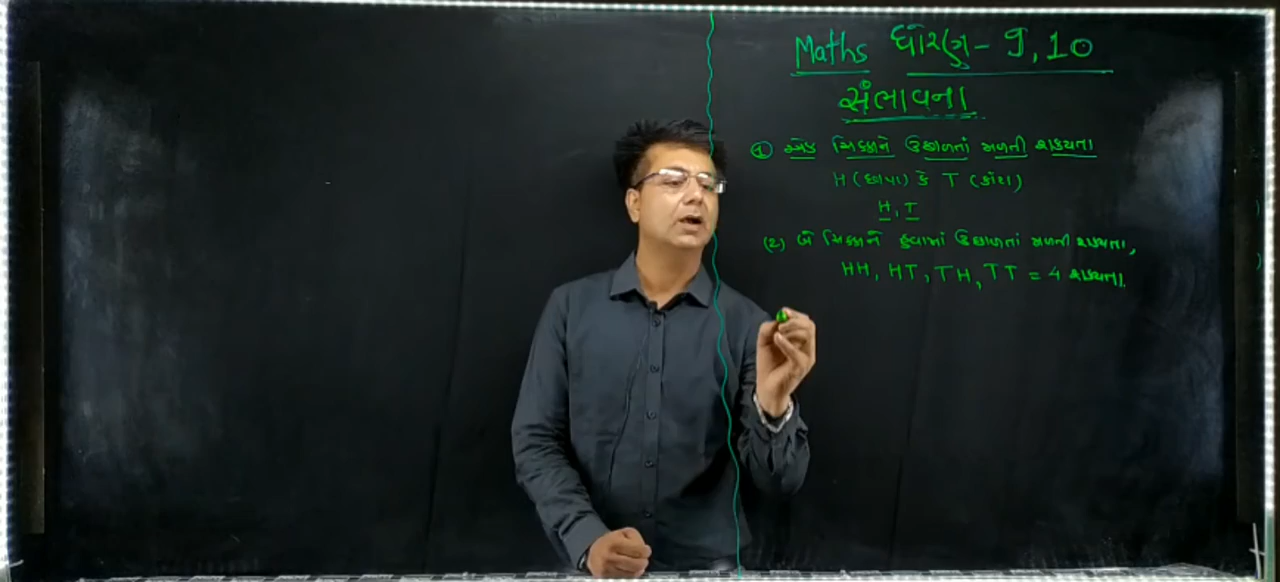 Maths ધોરણ - 9, 10
સંભાવના
(1) એક સિક્કાને ઉછાળતાં મળતી શક્યતા
H (છાપ) કે T (કાંટા)
H, T
(2) બે સિક્કાને હવામાં ઉછાળતાં મળતી શક્યતા,
HH, HT, TH, TT = 4 શક્યતા.